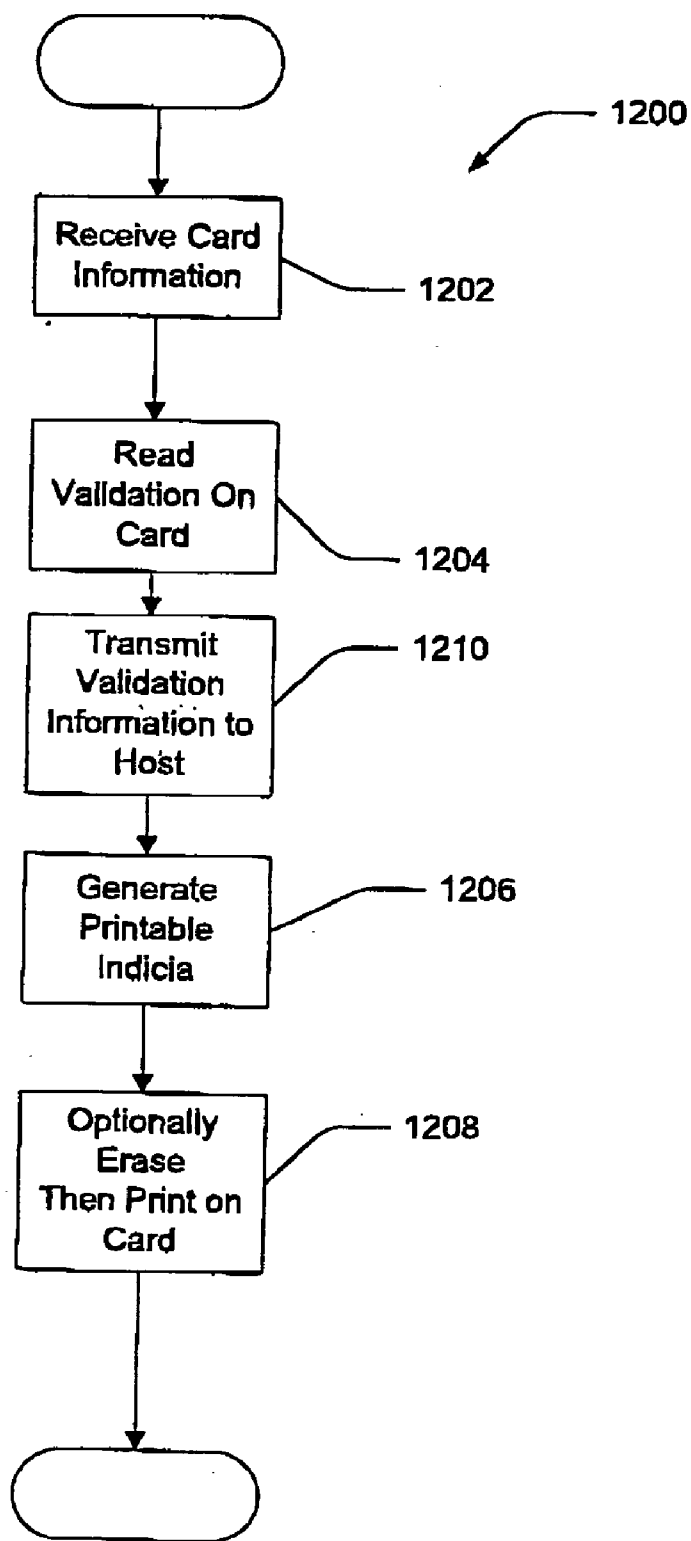 1200
Receive Card
Information
1202
Read
Validation On
Card
1204
Transmit
Validation
Information to
Host
1210
Generate
Printable
Indicia
1206
Optionally
Erase
Then Print on
Card
1208